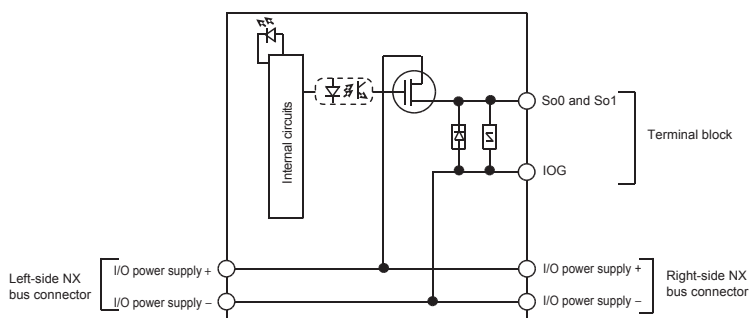 Internal circuits
So0 and So1
Terminal block
IOG
Left-side NX
bus connector
I/O power supply +
I/O power supply –
I/O power supply +
I/O power supply –
Right-side NX
bus connector